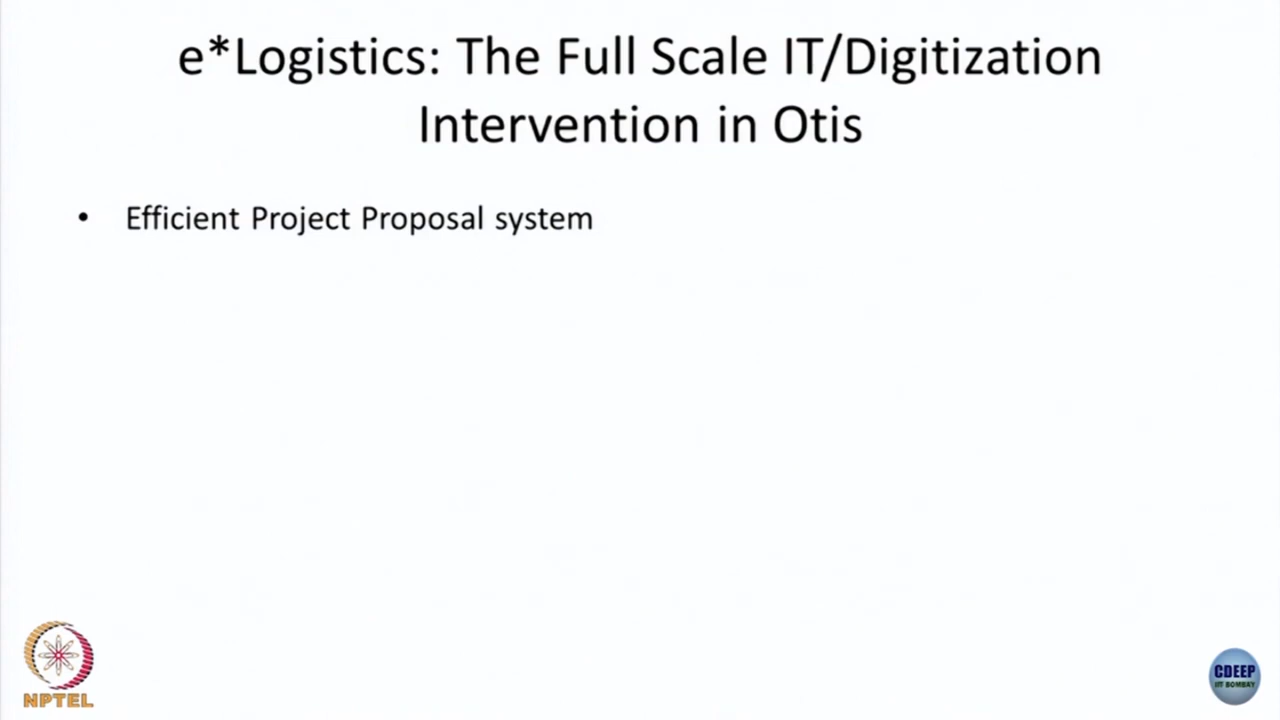 e*Logistics: The Full Scale IT/Digitization
Intervention in Otis
• Efficient Project Proposal system
NPTEL
CDEEP
IIT BOMBAY